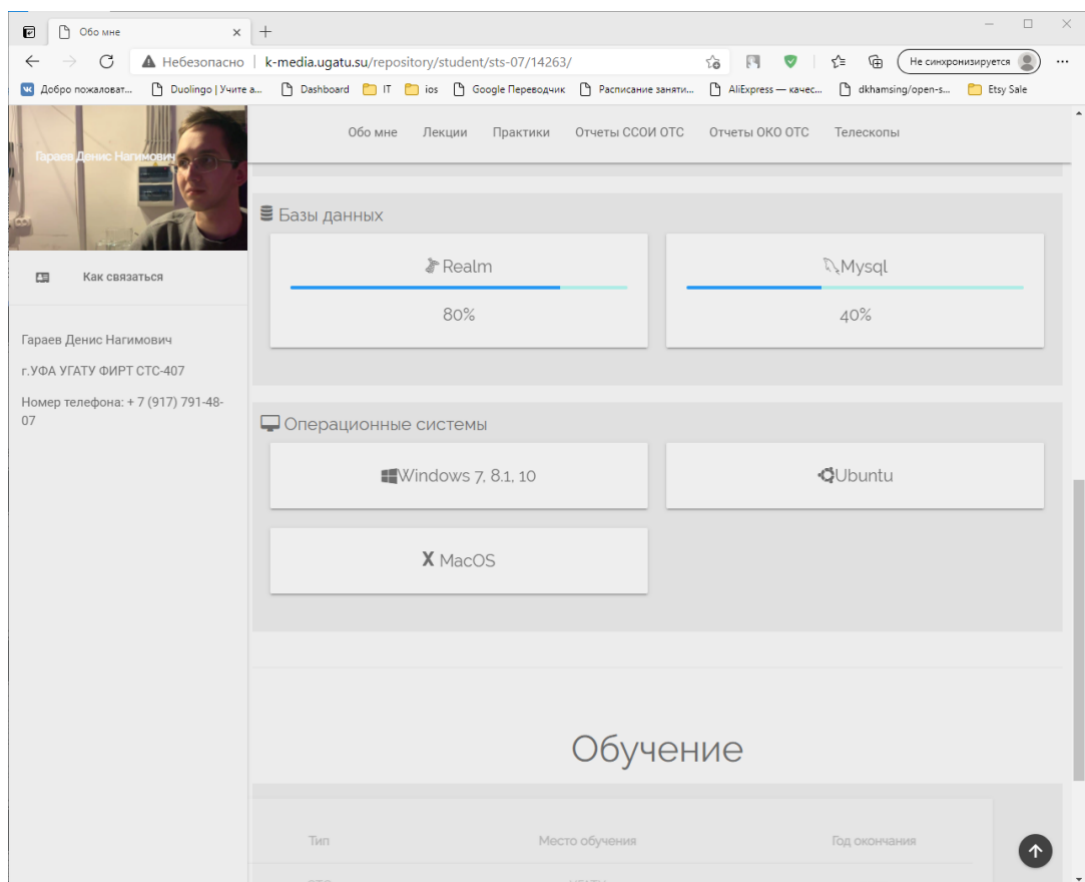 Обо мне
Небезопасно k-media.ugatu.su/repository/student/sts-07/14263/ Не синхронизируется
Добро пожаловат... Duolingo | Учите а... Dashboard IT ios Google Переводчик Расписание заняти... AliExpress — качес... dkhamsing/open-s... Etsy Sale
Обо мне Лекции Практики Отчеты ССОИ ОТС Отчеты ОКО ОТС Телескопы
Гараев Денис Нагимович
Как связаться
Гараев Денис Нагимович
г.УФА УГАТУ ФИРТ СТС-407
Номер телефона: + 7 (917) 791-48-
07
Базы данных
Realm Mysql
80% 40%
Операционные системы
Windows 7, 8.1, 10 Ubuntu
X MacOS
Обучение
Тип Место обучения Год окончания